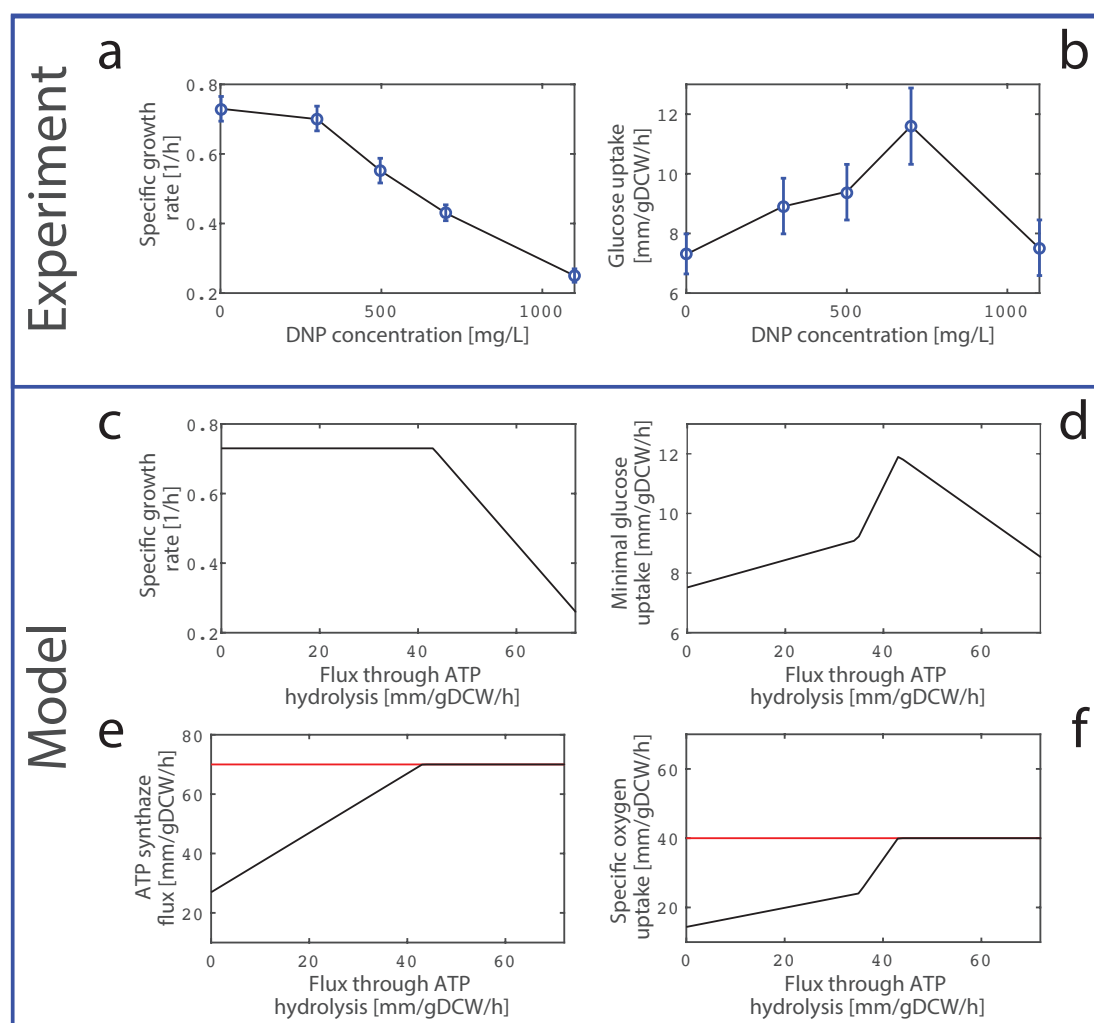 Experiment
a
0.8
0.6
0.4
0.2
Specific growth
rate [1/h]
0
500
1000
DNP concentration [mg/L]
b
12
10
8
6
Glucose uptake
[mm/gDCW/h]
0
500
1000
DNP concentration [mg/L]
Model
c
0.8
0.6
0.4
0.2
Specific growth
rate [1/h]
0
20
40
60
Flux through ATP
hydrolysis [mm/gDCW/h]
d
12
10
8
6
Minimal glucose
uptake [mm/gDCW/h]
0
20
40
60
Flux through ATP
hydrolysis [mm/gDCW/h]
e
80
60
40
20
ATP synthaze
flux [mm/gDCW/h]
0
20
40
60
Flux through ATP
hydrolysis [mm/gDCW/h]
f
60
40
20
Specific oxygen
uptake [mm/gDCW/h]
0
20
40
60
Flux through ATP
hydrolysis [mm/gDCW/h]